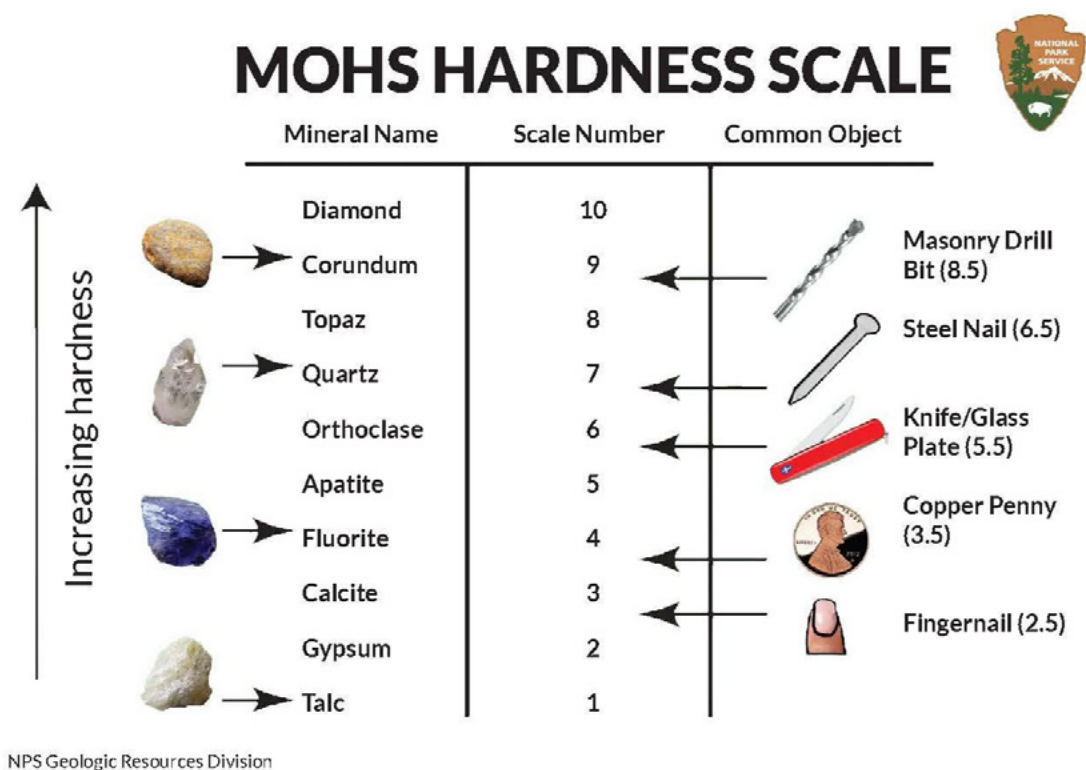 MOHS HARDNESS SCALE
NATIONAL
PARK
SERVICE
Mineral Name Scale Number Common Object
Increasing hardness
Diamond 10
Corundum 9
Masonry Drill
Bit (8.5)
Topaz 8
Steel Nail (6.5)
Quartz 7
Orthoclase 6
Knife/Glass
Plate (5.5)
Apatite 5
Fluorite 4
Copper Penny
(3.5)
Calcite 3
Fingernail (2.5)
Gypsum 2
Talc 1
NPS Geologic Resources Division